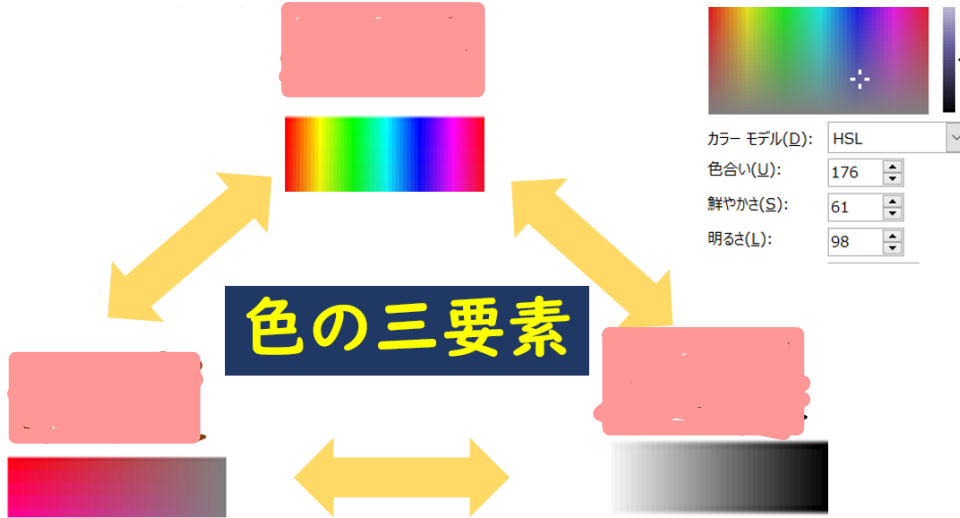 カラー モデル(D): HSL
色合い(U): 176
鮮やかさ(S): 61
明るさ(L): 98
色の三要素